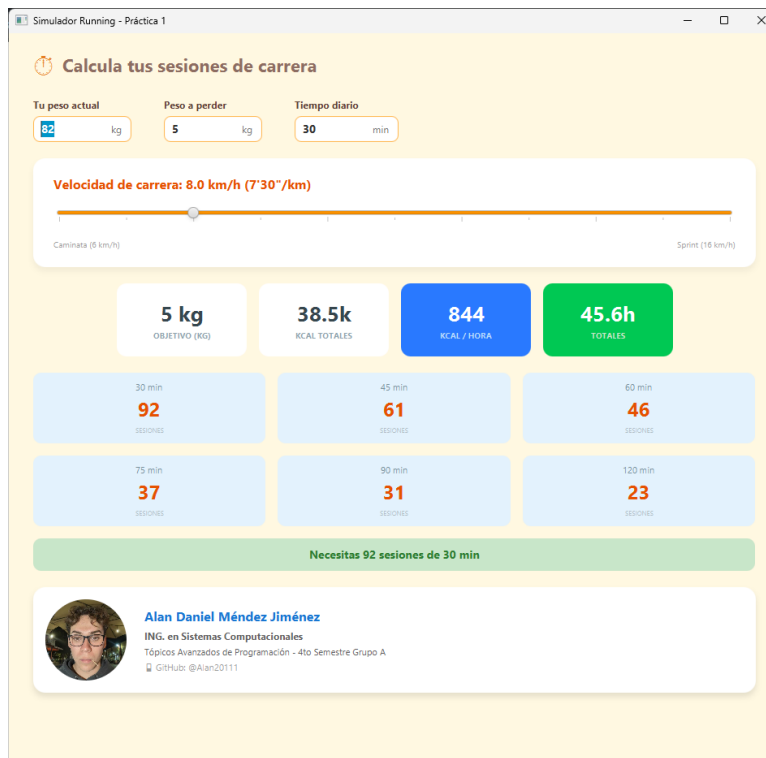 Simulador Running - Práctica 1
Calcula tus sesiones de carrera
Tu peso actual
Peso a perder
Tiempo diario
82 kg
5 kg
30 min
Velocidad de carrera: 8.0 km/h (7'30"/km)
Caminata (6 km/h)
Sprint (16 km/h)
5 kg
OBJETIVO (KG)
38.5k
KCAL TOTALES
844
KCAL / HORA
45.6h
TOTALES
30 min
92
SESIONES
45 min
61
SESIONES
60 min
46
SESIONES
75 min
37
SESIONES
90 min
31
SESIONES
120 min
23
SESIONES
Necesitas 92 sesiones de 30 min
Alan Daniel Méndez Jiménez
ING. en Sistemas Computacionales
Tópicos Avanzados de Programación - 4to Semestre Grupo A
GitHub: @Alan20111